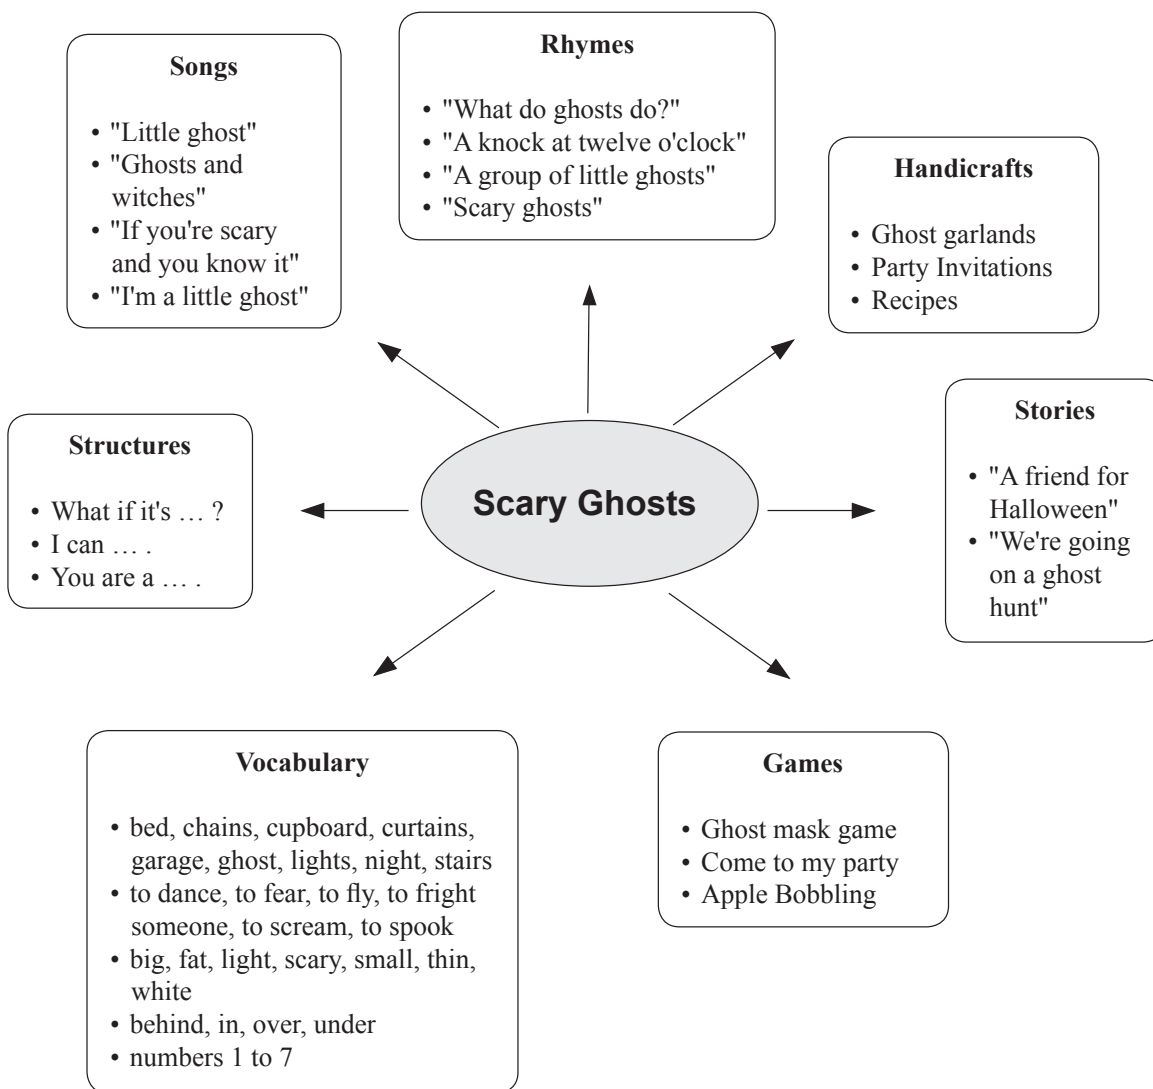 Songs
• "Little ghost"
• "Ghosts and
witches"
• "If you're scary
and you know it"
• "I'm a little ghost"
Rhymes
• "What do ghosts do?"
• "A knock at twelve o'clock"
• "A group of little ghosts"
• "Scary ghosts"
Handicrafts
• Ghost garlands
• Party Invitations
• Recipes
Structures
• What if it's … ?
• I can … .
• You are a … .
Scary Ghosts
Stories
• "A friend for
Halloween"
• "We're going
on a ghost
hunt"
Vocabulary
• bed, chains, cupboard, curtains,
garage, ghost, lights, night, stairs
• to dance, to fear, to fly, to fright
someone, to scream, to spook
• big, fat, light, scary, small, thin,
white
• behind, in, over, under
• numbers 1 to 7
Games
• Ghost mask game
• Come to my party
• Apple Bobbling